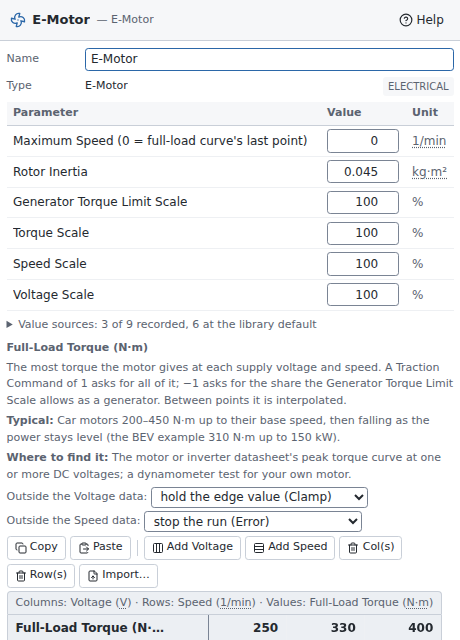 E-Motor — E-Motor Help
Name E-Motor
Type E-Motor ELECTRICAL
Parameter Value Unit
Maximum Speed (0 = full-load curve's last point) 0 1/min
Rotor Inertia 0.045 kg·m²
Generator Torque Limit Scale 100 %
Torque Scale 100 %
Speed Scale 100 %
Voltage Scale 100 %
Value sources: 3 of 9 recorded, 6 at the library default
Full-Load Torque (N·m)
The most torque the motor gives at each supply voltage and speed. A Traction
Command of 1 asks for all of it; −1 asks for the share the Generator Torque Limit
Scale allows as a generator. Between points it is interpolated.
Typical: Car motors 200–450 N·m up to their base speed, then falling as the
power stays level (the BEV example 310 N·m up to 150 kW).
Where to find it: The motor or inverter datasheet's peak torque curve at one
or more DC voltages; a dynamometer test for your own motor.
Outside the Voltage data: hold the edge value (Clamp)
Outside the Speed data: stop the run (Error)
Copy Paste Add Voltage Add Speed Col(s)
Row(s) Import...
Columns: Voltage (V) · Rows: Speed (1/min) · Values: Full-Load Torque (N·m)
Full-Load Torque (N·... 250 330 400